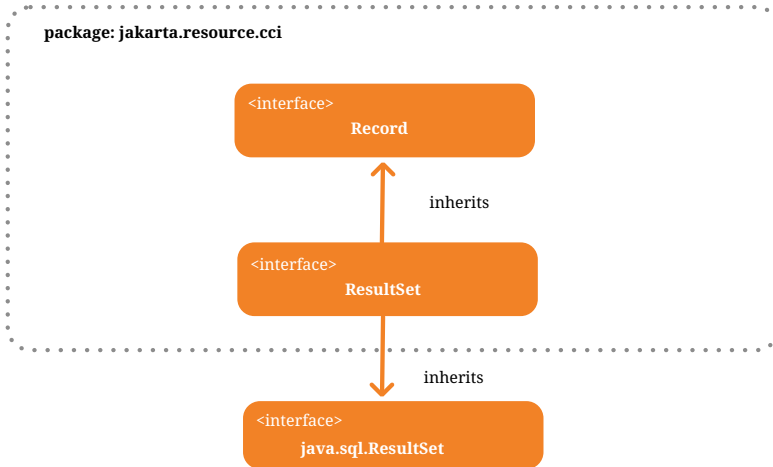 package: jakarta.resource.cci
<interface>
Record
inherits
<interface>
ResultSet
inherits
<interface>
java.sql.ResultSet